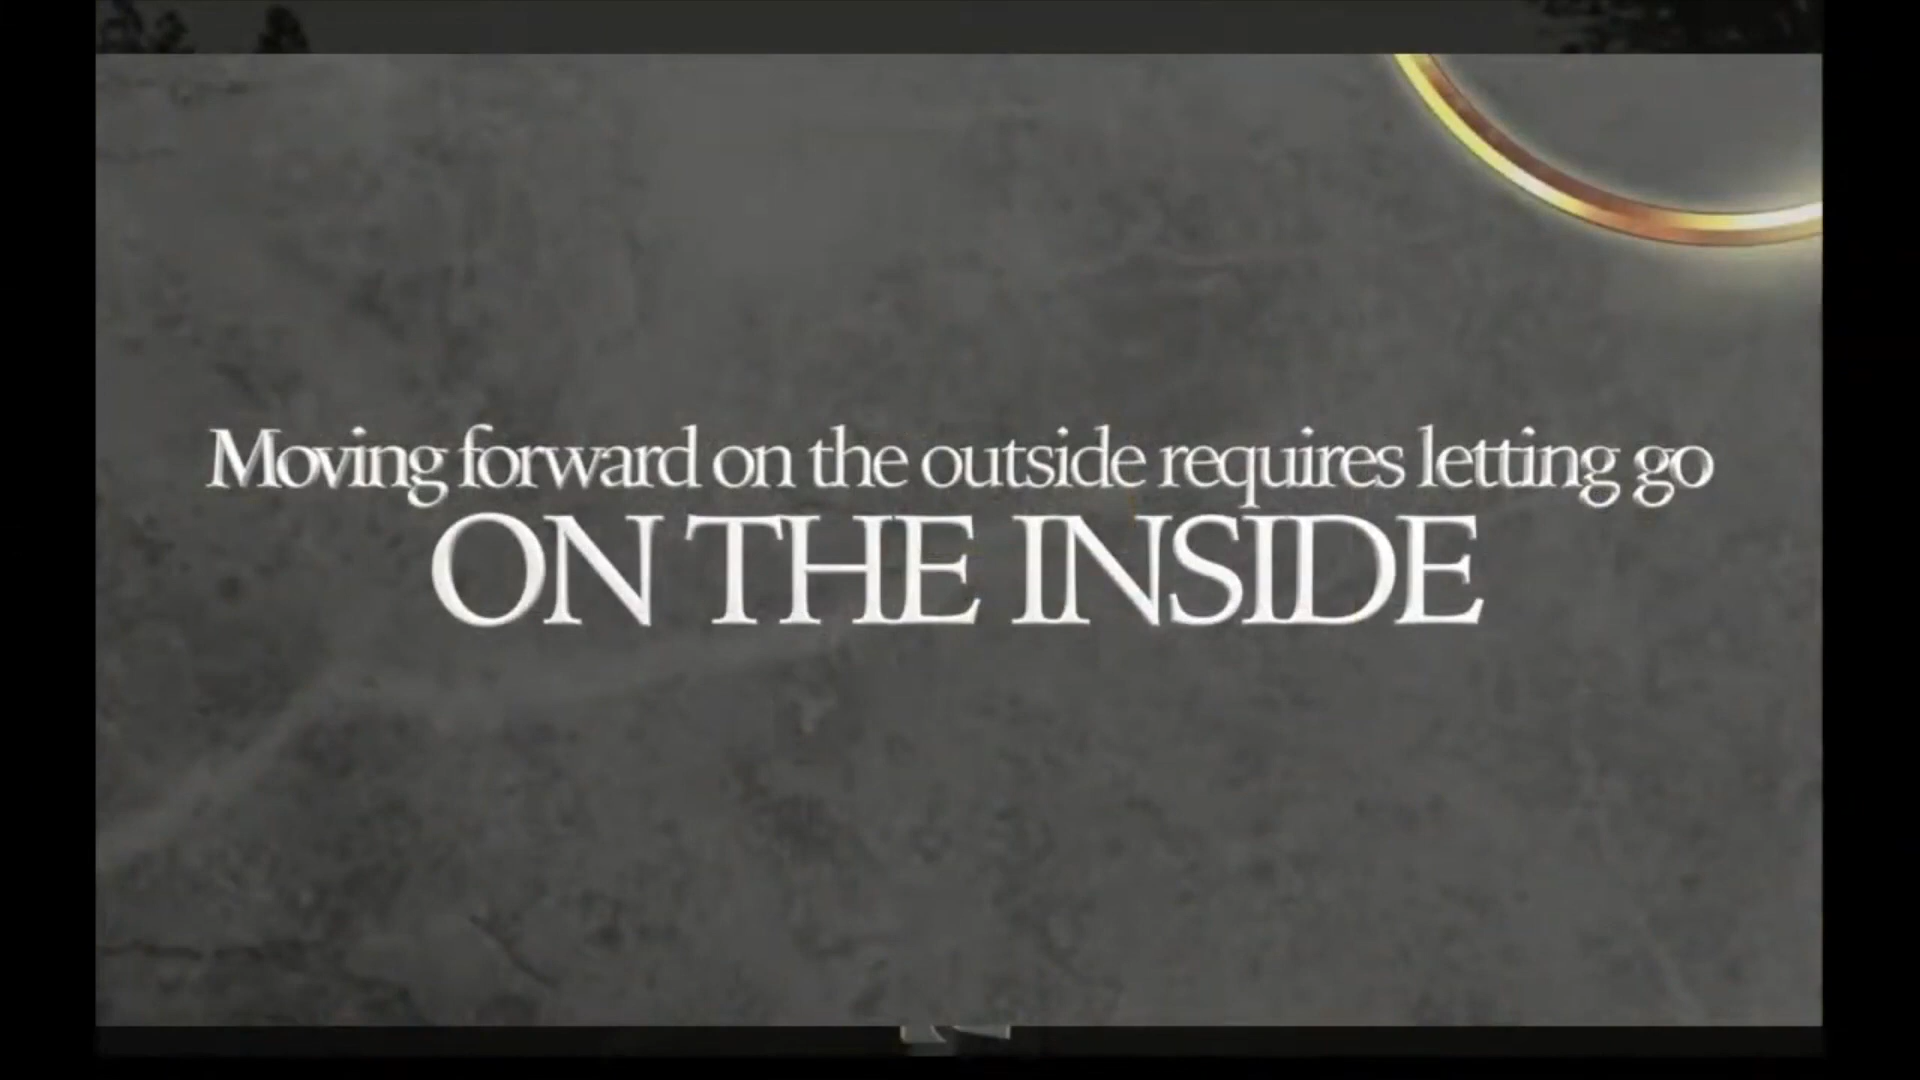 Moving forward on the outside requires letting go
ON THE INSIDE